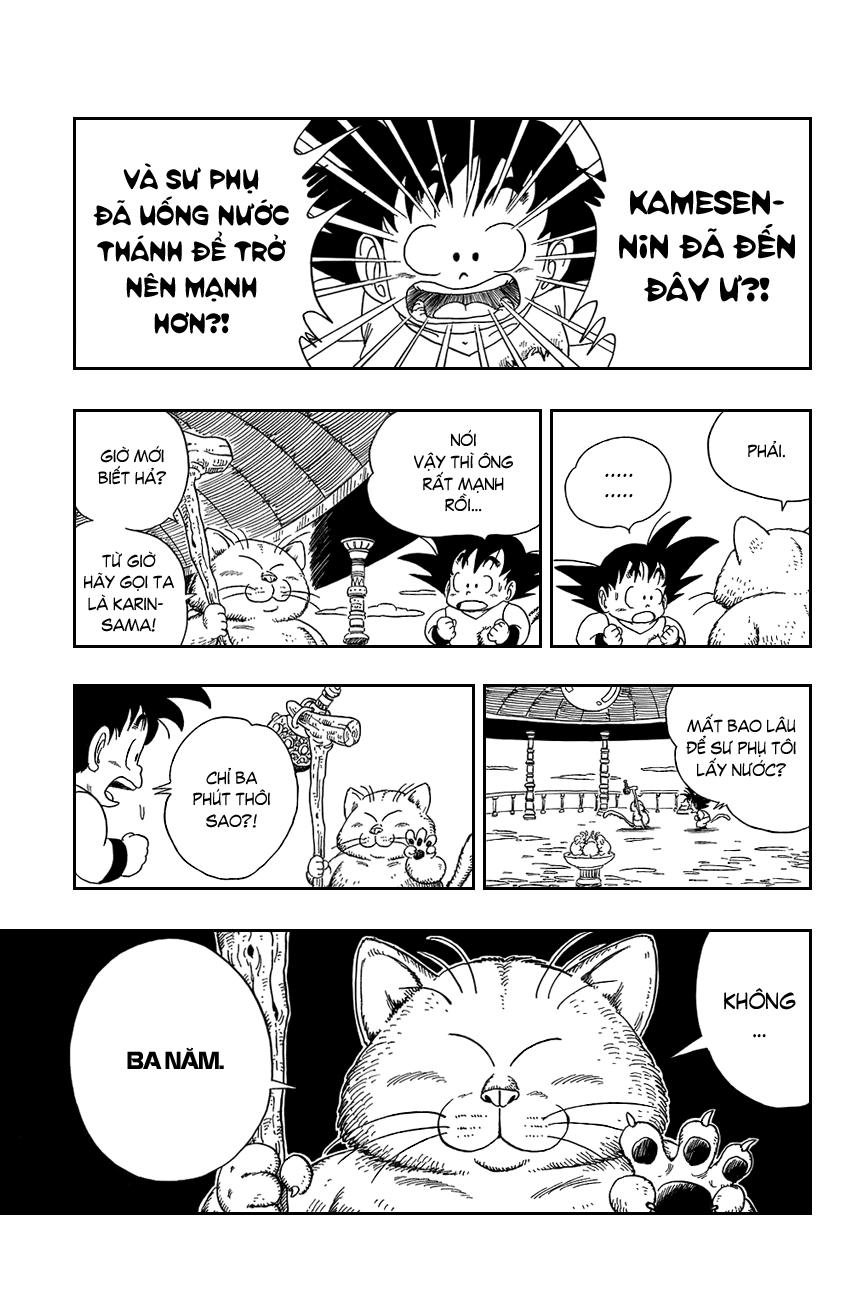 KAMESEN-
NIN ĐÃ ĐẾN
ĐÂY Ư?!
VÀ SƯ PHỤ
ĐÃ UỐNG NƯỚC
THÁNH ĐỂ TRỞ
NÊN MẠNH
HƠN?!
PHẢI.
.....
.....
NÓI
VẬY THÌ ÔNG
RẤT MẠNH
RỒI...
GIỜ MỚI
BIẾT HẢ?
TỪ GIỜ
HÃY GỌI TA
LÀ KARIN-
SAMA!
MẤT BAO LÂU
ĐỂ SƯ PHỤ TÔI
LẤY NƯỚC?
CHỈ BA
PHÚT THÔI
SAO?!
KHÔNG
...
BA NĂM.